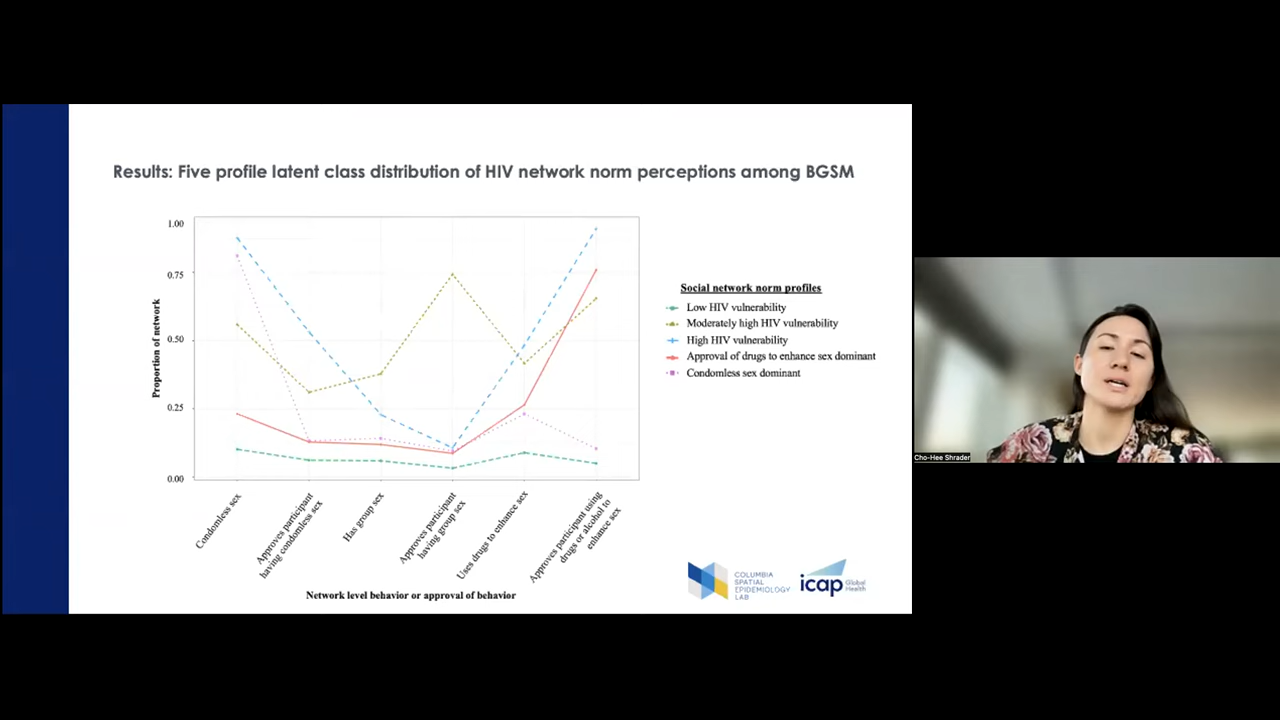 Results: Five profile latent class distribution of HIV network norm perceptions among BGSM
1.00
0.75
0.50
0.25
0.00
Proportion of network
Condomless sex
Approves participant
having condomless sex
Has group sex
Approves participant
having group sex
Uses drugs to enhance sex
Approves participant using
drugs or alcohol to
enhance sex
Network level behavior or approval of behavior
Social network norm profiles
Low HIV vulnerability
Moderately high HIV vulnerability
High HIV vulnerability
Approval of drugs to enhance sex dominant
Condomless sex dominant
COLUMBIA
SPATIAL
EPIDEMIOLOGY
LAB
icap Global
Health
Cho-Hee Shrader